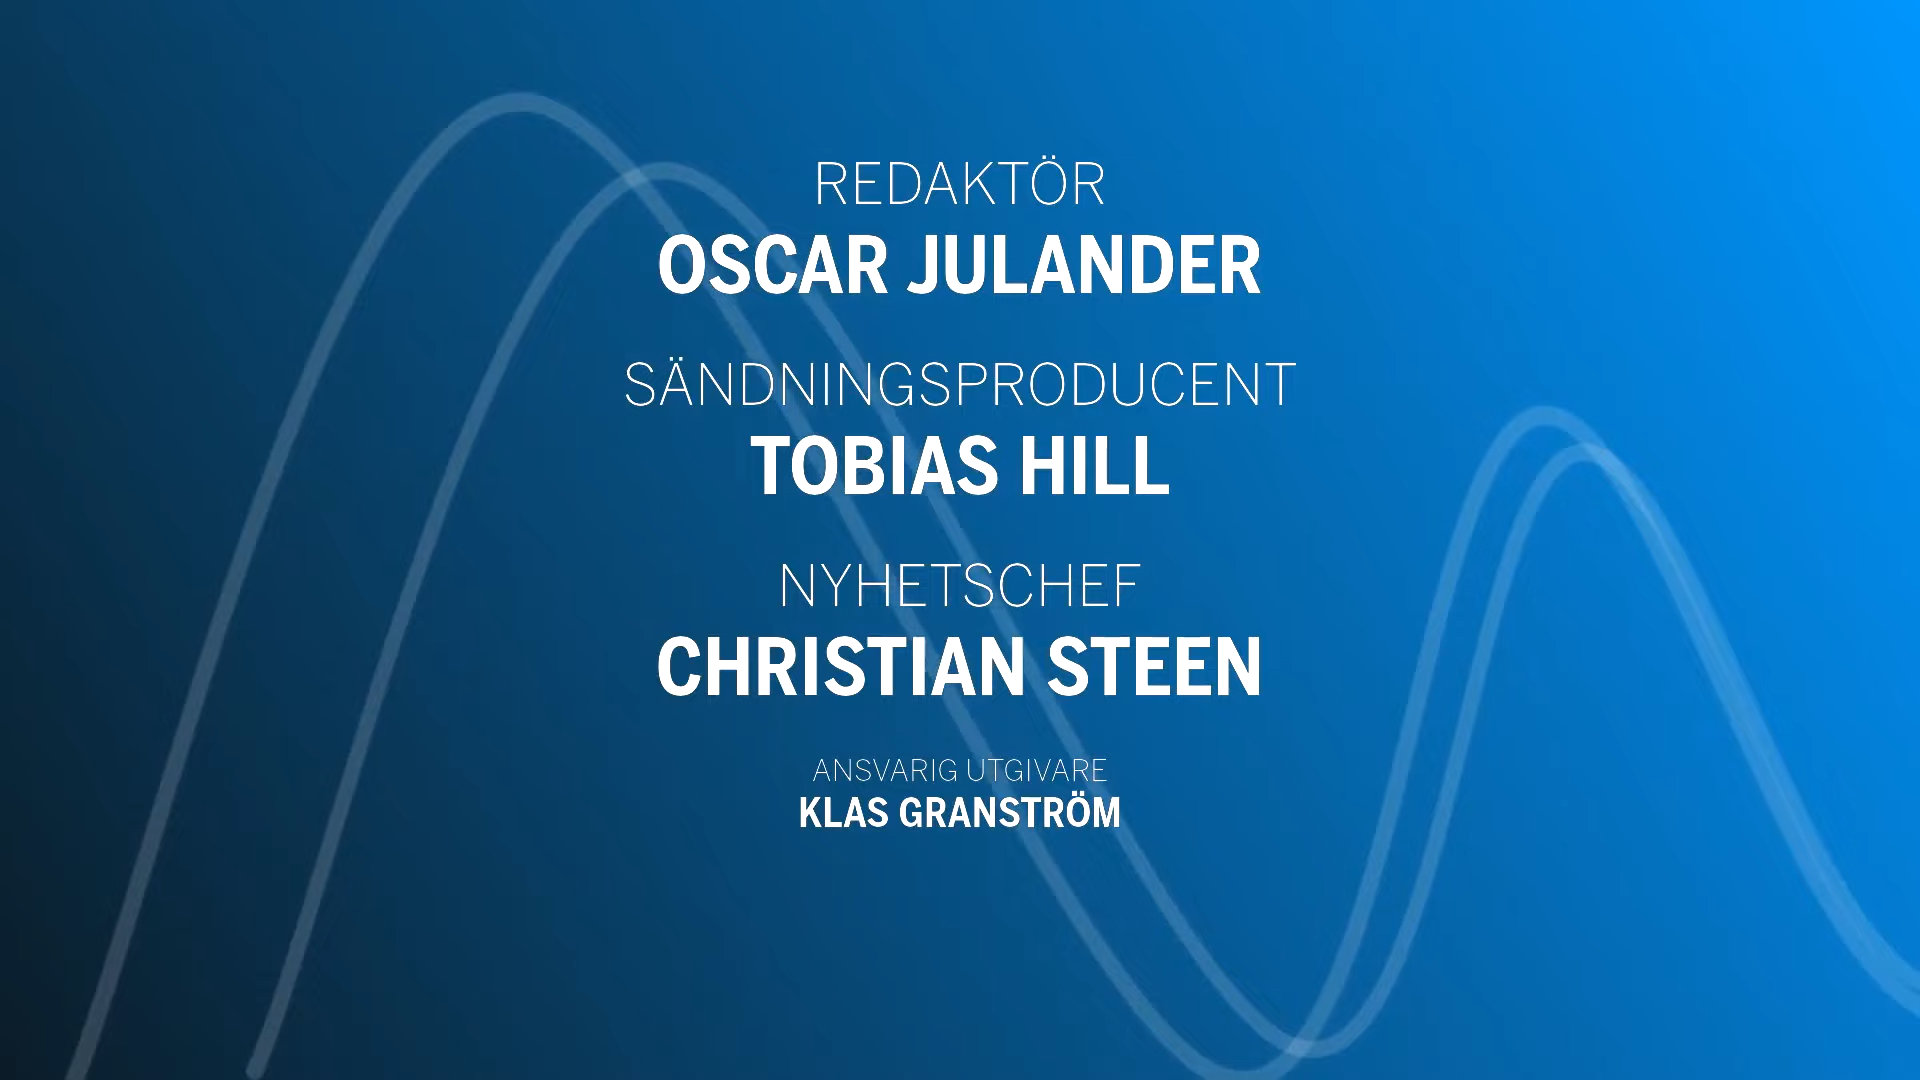 REDAKTÖR
OSCAR JULANDER
SÄNDNINGSPRODUCENT
TOBIAS HILL
NYHETSCHEF
CHRISTIAN STEEN
ANSVARIG UTGIVARE
KLAS GRANSTRÖM